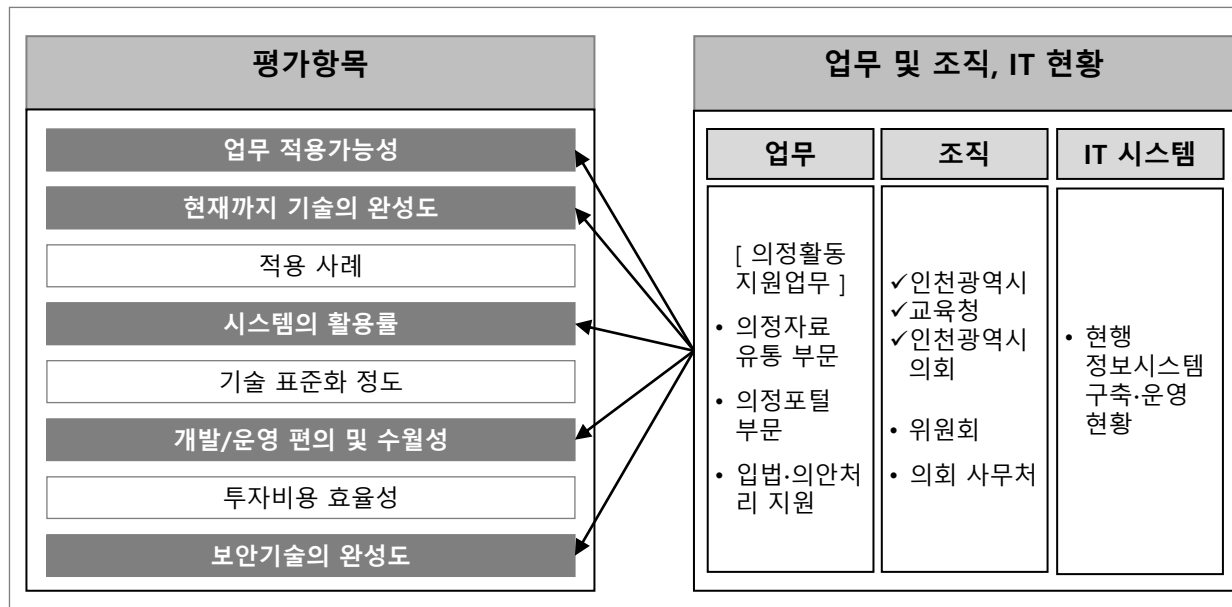 평가항목
업무 적용가능성
현재까지 기술의 완성도
적용 사례
시스템의 활용률
기술 표준화 정도
개발/운영 편의 및 수월성
투자비용 효율성
보안기술의 완성도
업무 및 조직, IT 현황
업무
[ 의정활동
지원업무 ]
• 의정자료
유통 부문
• 의정포털
부문
• 입법·의안처
리 지원
조직
✓인천광역시
✓교육청
✓인천광역시
의회
• 위원회
• 의회 사무처
IT 시스템
• 현행
정보시스템
구축·운영
현황